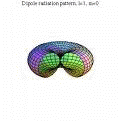 Dipole radiation pattern, l=1, m=0